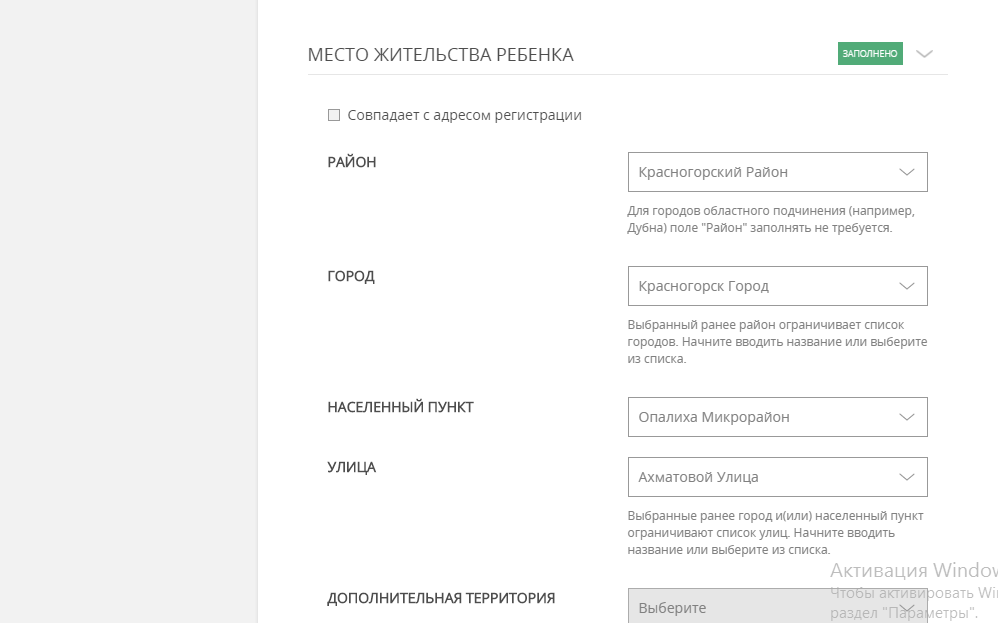 МЕСТО ЖИТЕЛЬСТВА РЕБЕНКА
ЗАПОЛНЕНО
Совпадает с адресом регистрации
РАЙОН
Красногорский Район
Для городов областного подчинения (например,
Дубна) поле "Район" заполнять не требуется.
ГОРОД
Красногорск Город
Выбранный ранее район ограничивает список
городов. Начните вводить название или выберите
из списка.
НАСЕЛЕННЫЙ ПУНКТ
Опалиха Микрорайон
УЛИЦА
Ахматовой Улица
Выбранные ранее город и(или) населенный пункт
ограничивают список улиц. Начните вводить
название или выберите из списка.
ДОПОЛНИТЕЛЬНАЯ ТЕРРИТОРИЯ
Выберите
Активация Window
Чтобы активировать Win
раздел "Параметры".